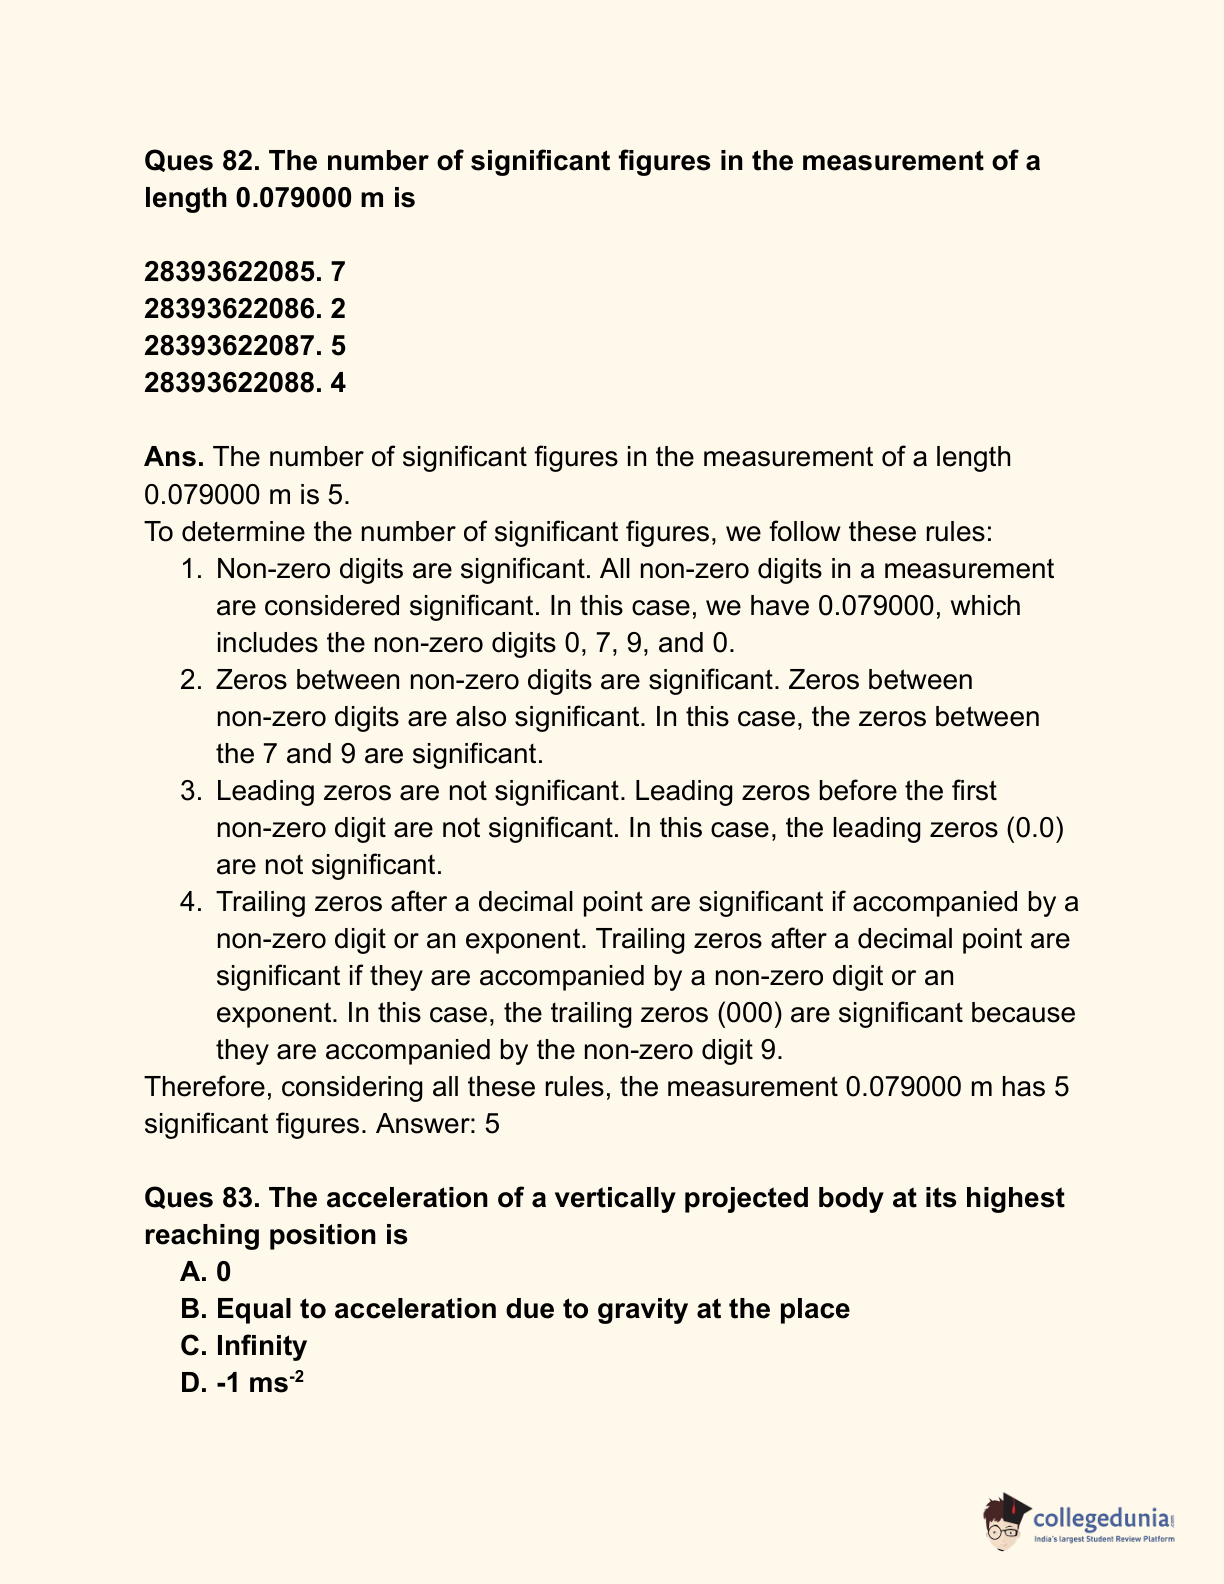 Ques 82. The number of significant figures in the measurement of a
length 0.079000 m is
28393622085. 7
28393622086. 2
28393622087. 5
28393622088. 4
Ans. The number of significant figures in the measurement of a length
0.079000 m is 5.
To determine the number of significant figures, we follow these rules:
1. Non-zero digits are significant. All non-zero digits in a measurement
are considered significant. In this case, we have 0.079000, which
includes the non-zero digits 0, 7, 9, and 0.
2. Zeros between non-zero digits are significant. Zeros between
non-zero digits are also significant. In this case, the zeros between
the 7 and 9 are significant.
3. Leading zeros are not significant. Leading zeros before the first
non-zero digit are not significant. In this case, the leading zeros (0.0)
are not significant.
4. Trailing zeros after a decimal point are significant if accompanied by a
non-zero digit or an exponent. Trailing zeros after a decimal point are
significant if they are accompanied by a non-zero digit or an
exponent. In this case, the trailing zeros (000) are significant because
they are accompanied by the non-zero digit 9.
Therefore, considering all these rules, the measurement 0.079000 m has 5
significant figures. Answer: 5
Ques 83. The acceleration of a vertically projected body at its highest
reaching position is
A. 0
B. Equal to acceleration due to gravity at the place
C. Infinity
D. -1 ms⁻²
collegedunia.com
India's largest Student Review Platform